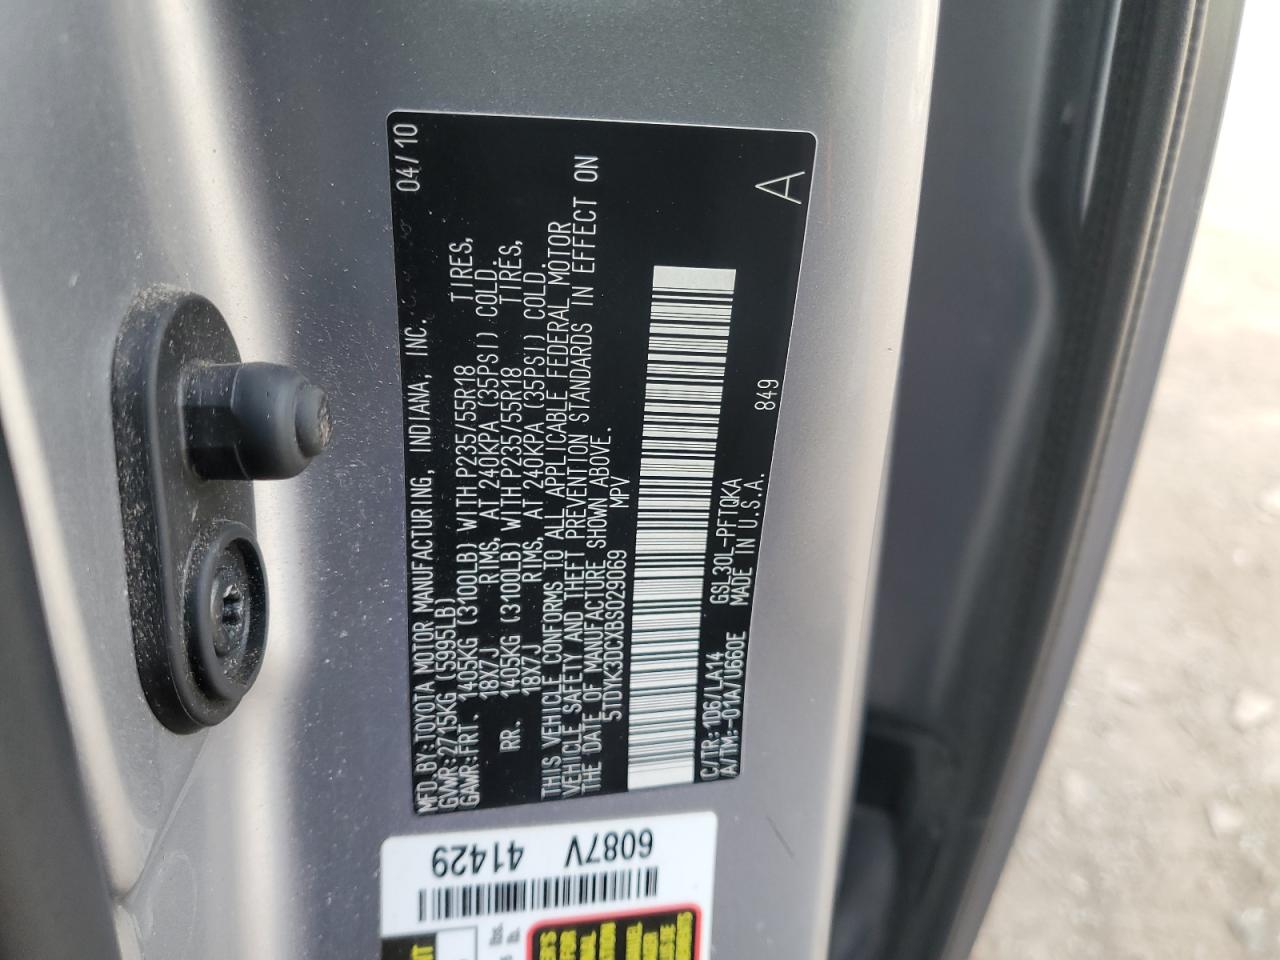 MFD.BY:TOYOTA MOTOR MANUFACTURING, INDIANA, INC. 04/10
GVWR:2715KG (5995LB)
GAWR:FRT. 1405KG (3100LB) WITH P235/55R18 TIRES,
18X7J RIMS, AT 240KPA (35PSI) COLD.
RR. 1405KG (3100LB) WITH P235/55R18 TIRES,
18X7J RIMS, AT 240KPA (35PSI) COLD.
THIS VEHICLE CONFORMS TO ALL APPLICABLE FEDERAL MOTOR
VEHICLE SAFETY AND THEFT PREVENTION STANDARDS IN EFFECT ON
THE DATE OF MANUFACTURE SHOWN ABOVE.
5TDYK3DCXBS029069 MPV
C/TR:1D6/LA14 GSL30L-PFTQKA 849
A/TM:-01A/U660E MADE IN U.S.A.
A
6087V 41429
lbs.